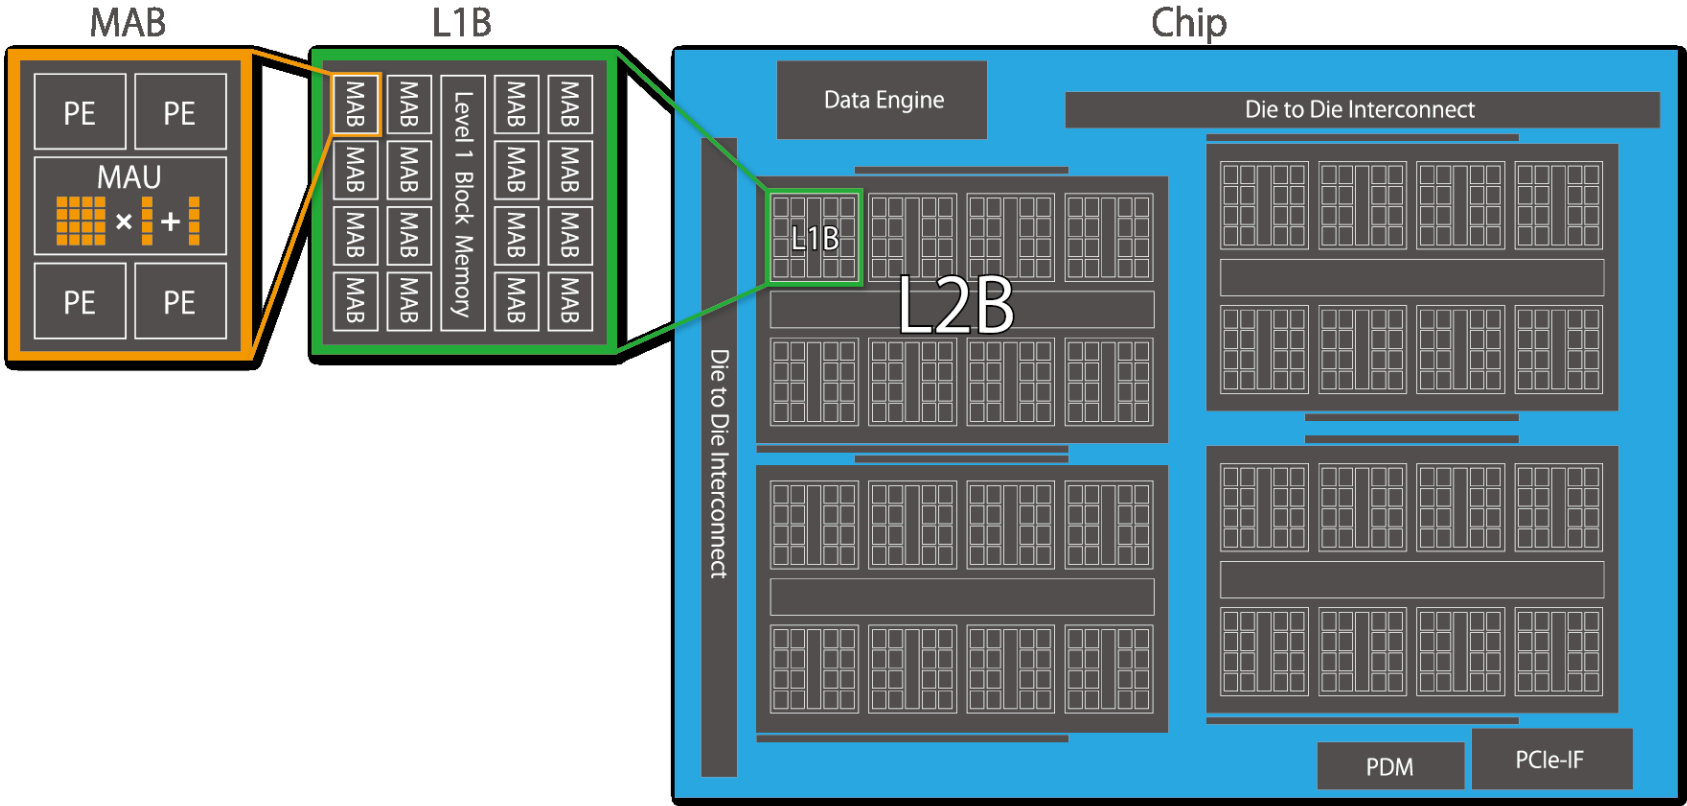 MAB
L1B
Chip
PE
PE
MAU
× +
PE
PE
MAB
MAB
MAB
MAB
MAB
MAB
MAB
MAB
Level 1 Block Memory
MAB
MAB
MAB
MAB
MAB
MAB
MAB
MAB
Data Engine
Die to Die Interconnect
Die to Die Interconnect
L1B
L2B
PDM
PCIe-IF